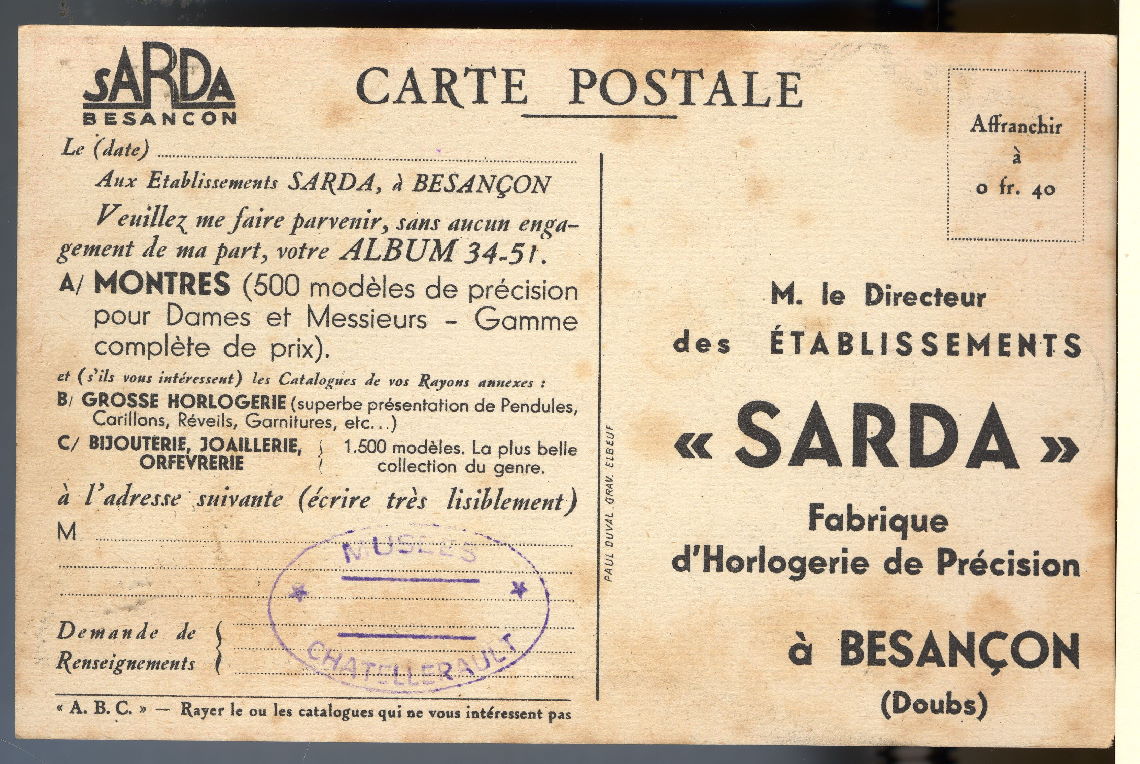 SARDA
BESANCON
CARTE POSTALE
Affranchir
à
0 fr. 40
Le (date)
Aux Etablissements SARDA, à BESANÇON
Veuillez me faire parvenir, sans aucun enga-
gement de ma part, votre ALBUM 34-51.
A/ MONTRES (500 modèles de précision
pour Dames et Messieurs - Gamme
complète de prix).
et (s'ils vous intéressent) les Catalogues de vos Rayons annexes :
B/ GROSSE HORLOGERIE (superbe présentation de Pendules,
Carillons, Réveils, Garnitures, etc...)
C/ BIJOUTERIE, JOAILLERIE,
ORFEVRERIE
1.500 modèles. La plus belle
collection du genre.
à l'adresse suivante (écrire très lisiblement)
M
Demande de
Renseignements
« A. B. C. » — Rayer le ou les catalogues qui ne vous intéressent pas
MUSÉES
CHATELLERAULT
PAUL DUVAL. GRAV. ELBEUF
M. le Directeur
des ÉTABLISSEMENTS
« SARDA »
Fabrique
d'Horlogerie de Précision
à BESANÇON
(Doubs)